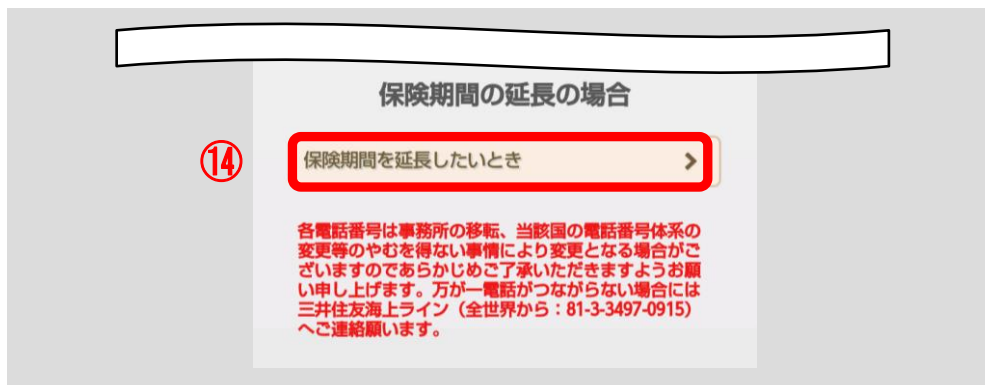 保険期間の延長の場合
⑭
保険期間を延長したいとき
各電話番号は事務所の移転、当該国の電話番号体系の
変更等のやむを得ない事情により変更となる場合がご
ざいますのであらかじめご了承いただきますようお願
い申し上げます。万が一電話がつながらない場合には
三井住友海上ライン（全世界から：81-3-3497-0915）
へご連絡願います。